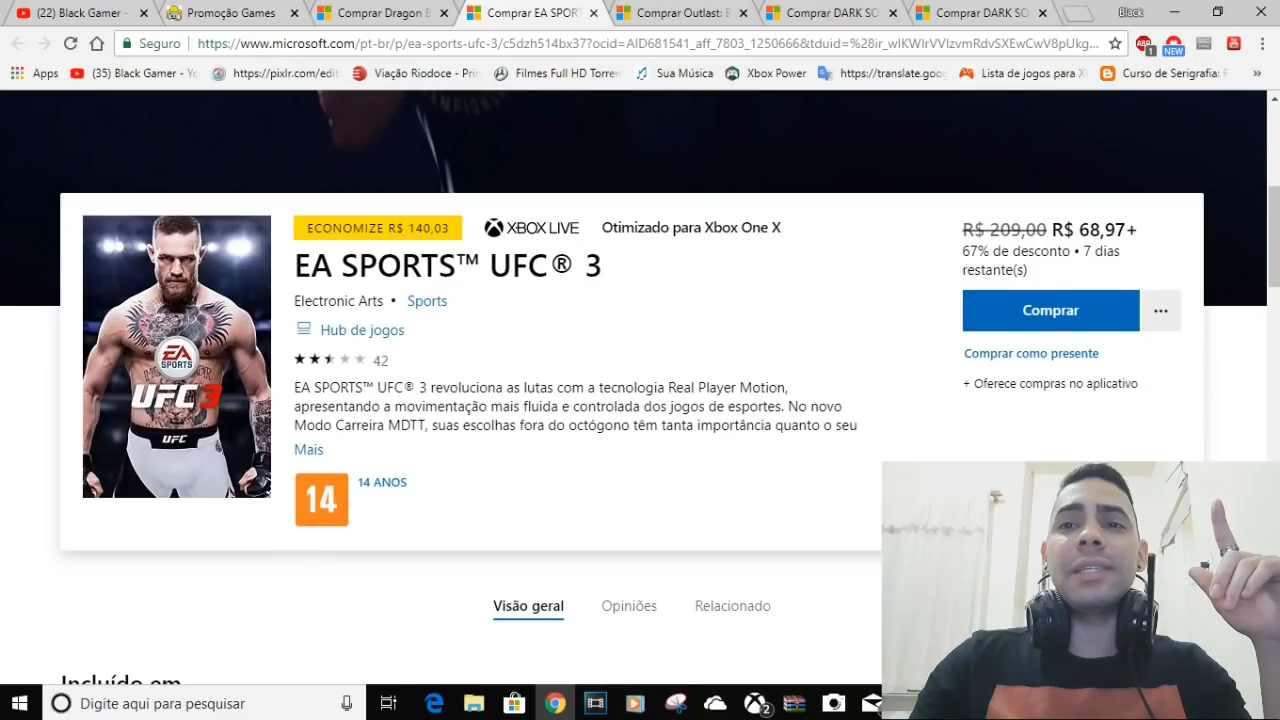 (22) Black Gamer -
Promoção Games
Comprar Dragon B
Comprar EA SPORT
Comprar Outlast: B
Comprar DARK SO
Comprar DARK SO
Black
Seguro
https://www.microsoft.com/pt-br/p/ea-sports-ufc-3/c5zdh514bx37?ocid=AID681541_aff_7803_1250666&tduid=%28ir_wIKWIrVVIzvmRdvSXEwCwV8pUkg...
ABP
1
NEW
Apps
(35) Black Gamer - Yo
https://pixlr.com/edit
Viação Riodoce - Prin
Filmes Full HD Torren
Sua Música
Xbox Power
https://translate.goog
Lista de jogos para X
Curso de Serigrafia: F
»
ECONOMIZE R$ 140,03
XBOX LIVE
Otimizado para Xbox One X
R$ 209,00 R$ 68,97+
67% de desconto • 7 dias
restante(s)
EA SPORTS™ UFC® 3
Electronic Arts • Sports
Comprar
...
Hub de jogos
42
Comprar como presente
EA SPORTS™ UFC® 3 revoluciona as lutas com a tecnologia Real Player Motion,
+ Oferece compras no aplicativo
apresentando a movimentação mais fluida e controlada dos jogos de esportes. No novo
Modo Carreira MDTT, suas escolhas fora do octógono têm tanta importância quanto o seu
Mais
EA
SPORTS
UFC 3
UFC
14
14 ANOS
Visão geral
Opiniões
Relacionado
Incluído em
Digite aqui para pesquisar
2